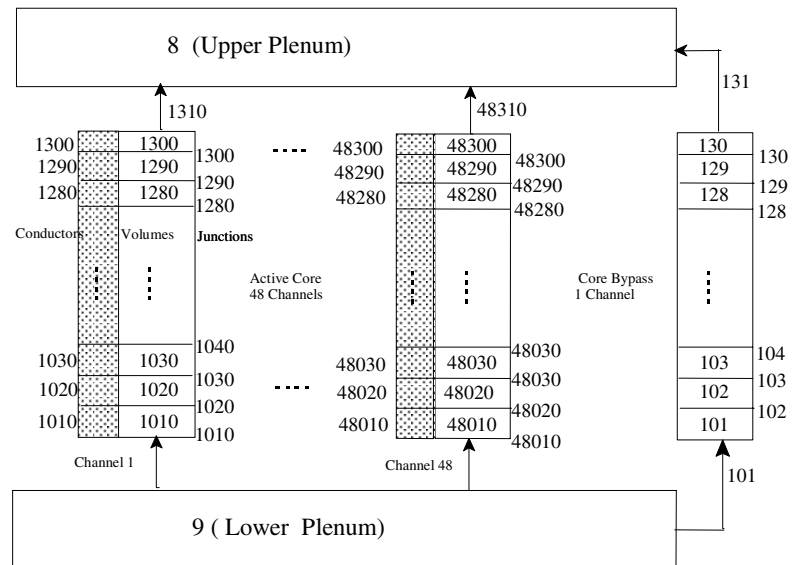 8 (Upper Plenum)
1310
48310
131
1300 1300 1300
1290 1290 1290
1280 1280 1280
48300 48300 48300
48290 48290 48290
48280 48280 48280
130 130
129 129
128 128
Conductors Volumes Junctions
Active Core
48 Channels
Core Bypass
1 Channel
1040
1030 1030 1030
1020 1020 1020
1010 1010 1010
48030
48030 48030 48030
48020 48020 48020
48010 48010 48010
104
103 103
102 102
101
Channel 1
Channel 48
101
9 ( Lower Plenum)